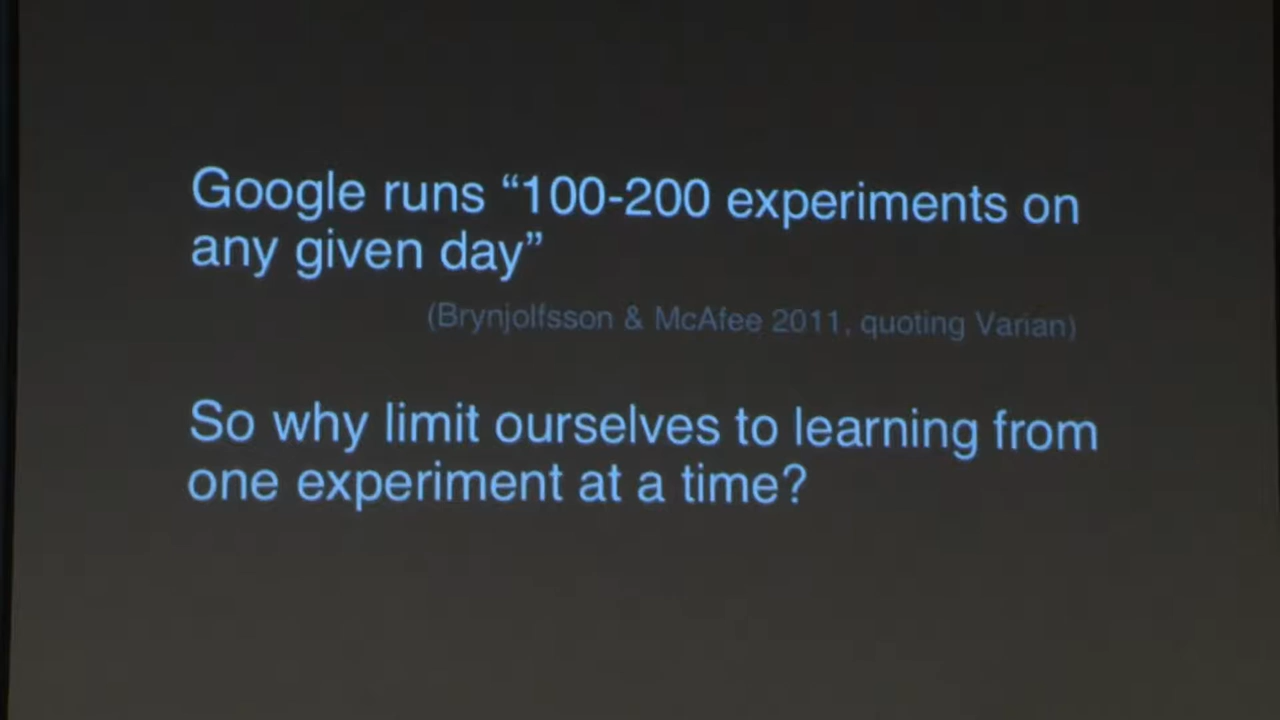 Google runs “100-200 experiments on
any given day”
(Brynjolfsson & McAfee 2011, quoting Varian)
So why limit ourselves to learning from
one experiment at a time?